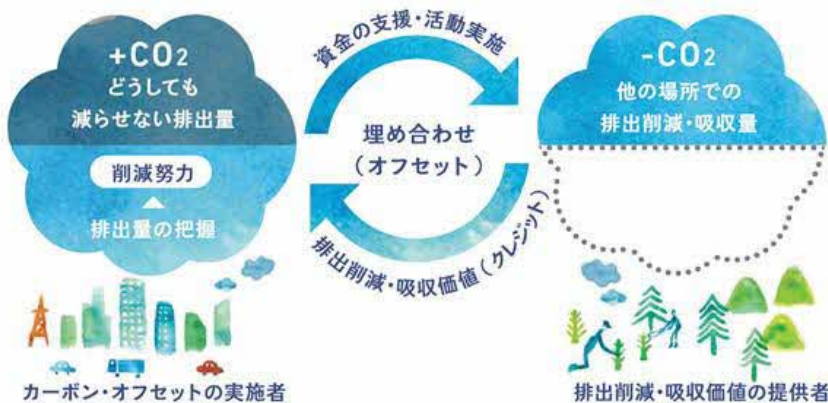 +CO2
どうしても
減らせない排出量
削減努力
排出量の把握
カーボン・オフセットの実施者
資金の支援・活動実施
埋め合わせ
(オフセット)
排出削減・吸収価値(クレジット)
-CO2
他の場所での
排出削減・吸収量
排出削減・吸収価値の提供者